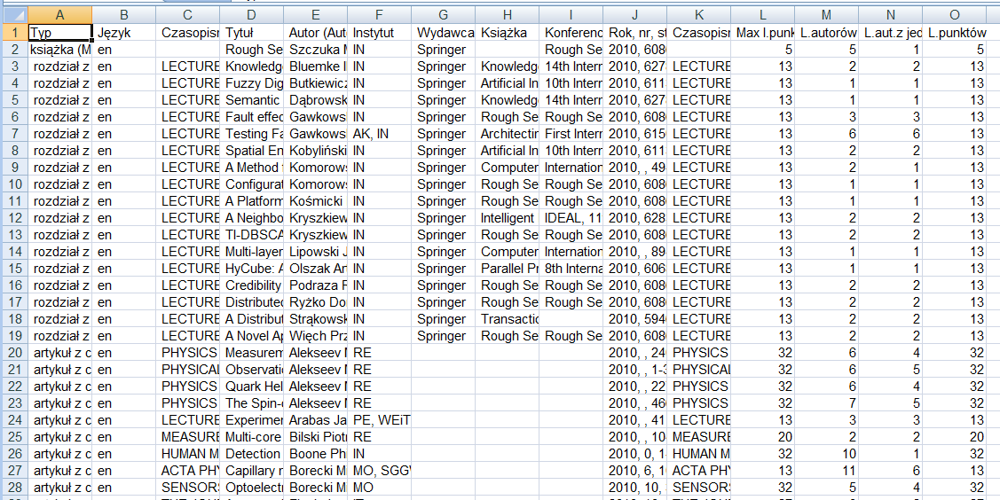 A B C D E F G H I J K L M N O
1 Typ Język Czasopisr Tytuł Autor (Aut Instytut Wydawca Książka Konferenc Rok, nr, st Czasopisr Max l.punk L.autorów L.aut.z jed L.punktów
2 książka (M en Rough Se Szczuka M IN Springer Rough Se 2010, 608 5 5 1 5
3 rozdział z en LECTURE Knowledg Bluemke I IN Springer Knowledg 14th Intern 2010, 627 LECTURE 13 2 2 13
4 rozdział z en LECTURE Fuzzy Dig Butkiewicz IN Springer Artificial In 10th Intern 2010, 611 LECTURE 13 1 1 13
5 rozdział z en LECTURE Semantic Dąbrowsk IN Springer Knowledg 14th Intern 2010, 627 LECTURE 13 1 1 13
6 rozdział z en LECTURE Fault effec Gawkows IN Springer Rough Se Rough Se 2010, 608 LECTURE 13 3 3 13
7 rozdział z en LECTURE Testing Fa Gawkows AK, IN Springer Architectin First Intern 2010, 615 LECTURE 13 6 6 13
8 rozdział z en LECTURE Spatial En Kobyliński IN Springer Artificial In 10th Intern 2010, 611 LECTURE 13 2 2 13
9 rozdział z en LECTURE A Method Komorows IN Springer Computer Internation 2010, , 49 LECTURE 13 2 1 13
10 rozdział z en LECTURE Configurat Komorows IN Springer Rough Se Rough Se 2010, 608 LECTURE 13 1 1 13
11 rozdział z en LECTURE A Platform Kośmicki IN Springer Rough Se Rough Se 2010, 608 LECTURE 13 1 1 13
12 rozdział z en LECTURE A Neighbo Kryszkiew IN Springer Intelligent IDEAL, 11 2010, 628 LECTURE 13 2 2 13
13 rozdział z en LECTURE TI-DBSCA Kryszkiew IN Springer Rough Se Rough Se 2010, 608 LECTURE 13 2 2 13
14 rozdział z en LECTURE Multi-layer Lipowski J IN Springer Computer Internation 2010, , 89 LECTURE 13 1 1 13
15 rozdział z en LECTURE HyCube: A Olszak Ar IN Springer Parallel Pr 8th Interna 2010, 606 LECTURE 13 1 1 13
16 rozdział z en LECTURE Credibility Podraza R IN Springer Rough Se Rough Se 2010, 608 LECTURE 13 2 2 13
17 rozdział z en LECTURE Distributed Ryżko Do IN Springer Rough Se Rough Se 2010, 608 LECTURE 13 2 2 13
18 rozdział z en LECTURE A Distribut Strąkowsk IN Springer Transactio 2010, 594 LECTURE 13 2 2 13
19 rozdział z en LECTURE A Novel Ap Więch Prz IN Springer Rough Se Rough Se 2010, 608 LECTURE 13 2 2 13
20 artykuł z c en PHYSICS Measurem Alekseev M RE 2010, , 24 PHYSICS 32 6 4 32
21 artykuł z c en PHYSICAL Observati Alekseev M RE 2010, , 1-3 PHYSICAL 32 6 5 32
22 artykuł z c en PHYSICS Quark Hel Alekseev M RE 2010, , 22 PHYSICS 32 6 4 32
23 artykuł z c en PHYSICS The Spin- Alekseev M RE 2010, , 46 PHYSICS 32 7 5 32
24 artykuł z c en LECTURE Experimer Arabas Ja PE, WEiT 2010, , 41 LECTURE 13 3 3 13
25 artykuł z c en MEASURE Multi-core Bilski Piotr RE 2010, , 10 MEASURE 20 2 2 20
26 artykuł z c en HUMAN M Detection Boone Ph IN 2010, 0, 1 HUMAN M 32 10 1 32
27 artykuł z c en ACTA PHY Capillary r Borecki M MO, SGGW 2010, 6, 1 ACTA PHY 13 11 6 13
28 artykuł z c en SENSORS Optoelect Borecki M MO 2010, 10, SENSORS 32 5 4 32